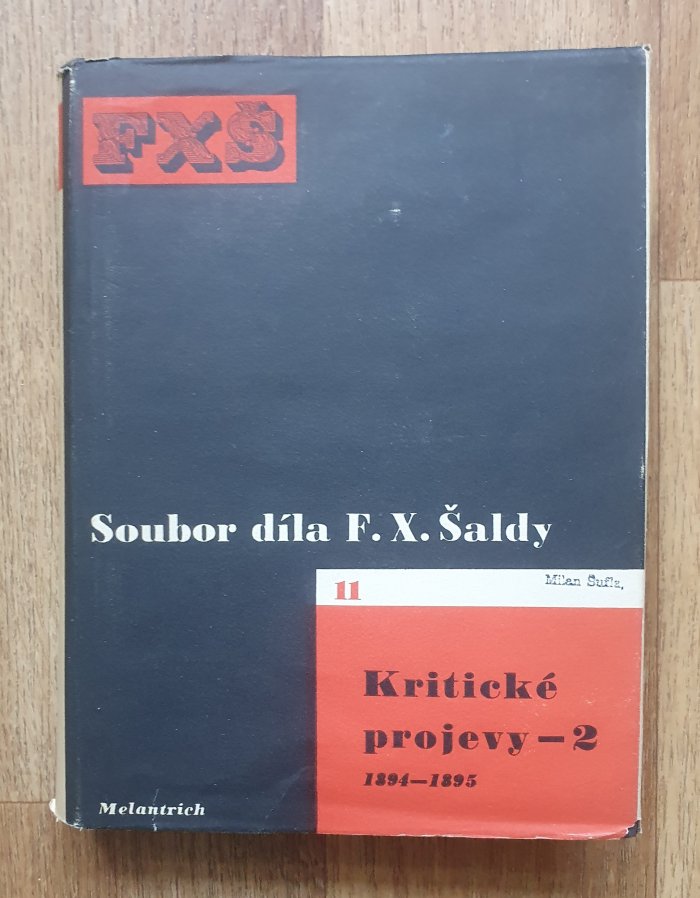 FXŠ
Soubor díla F. X. Šaldy
11
Milan Šufla,
Kritické
projevy — 2
1894—1895
Melantrich